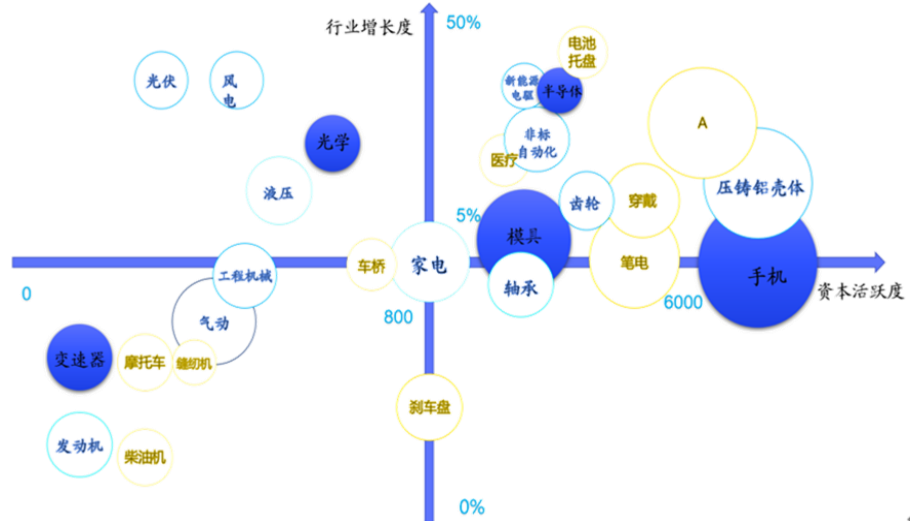 行业增长度
50%
电池
托盘
光伏
风
电
新能源
电驱
半导体
光学
非标
自动化
A
医疗
液压
压铸铝壳体
齿轮
穿戴
5%
模具
车桥
家电
笔电
手机
工程机械
轴承
资本活跃度
0
800
6000
气动
变速器
摩托车
缝纫机
刹车盘
发动机
柴油机
0%